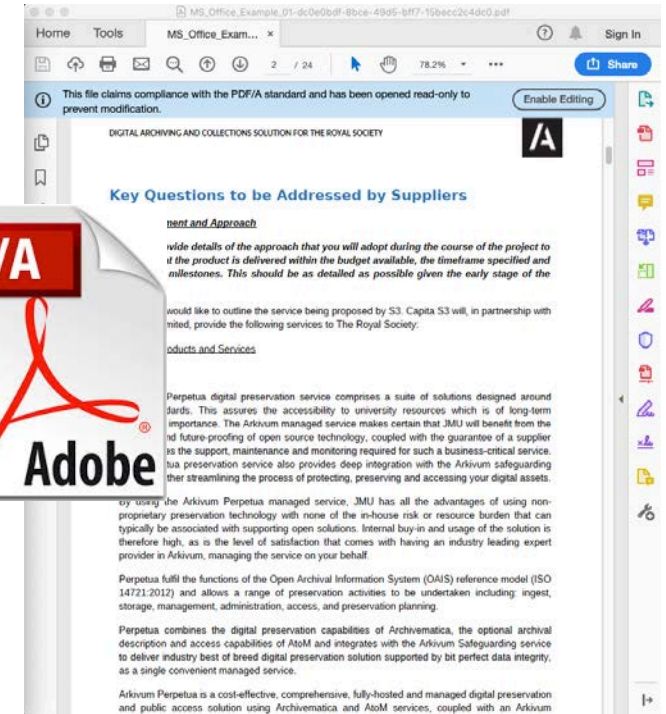 MS_Office_Example_01-dc0e0bdf-8bce-49d5-bff7-15becc2c4dc0.pdf
Home Tools MS_Office_Exam... × ? Sign In
2 / 24 78.2% Share
This file claims compliance with the PDF/A standard and has been opened read-only to
prevent modification.
Enable Editing
DIGITAL ARCHIVING AND COLLECTIONS SOLUTION FOR THE ROYAL SOCIETY
/A
Key Questions to be Addressed by Suppliers
and Approach
details of the approach that you will adopt during the course of the project to
the product is delivered within the budget available, the timeframe specified and
milestones. This should be as detailed as possible given the early stage of the
would like to outline the service being proposed by S3. Capita S3 will, in partnership with
provide the following services to The Royal Society:
and Services
Perpetua digital preservation service comprises a suite of solutions designed around
This assures the accessibility to university resources which is of long-term
importance. The Arkivum managed service makes certain that JMU will benefit from the
future-proofing of open source technology, coupled with the guarantee of a supplier
the support, maintenance and monitoring required for such a business-critical service.
preservation service also provides deep integration with the Arkivum safeguarding
streamlining the process of protecting, preserving and accessing your digital assets.
/A
Adobe
By using the Arkivum Perpetua managed service, JMU has all the advantages of using non-
proprietary preservation technology with none of the in-house risk or resource burden that can
typically be associated with supporting open solutions. Internal buy-in and usage of the solution is
therefore high, as is the level of satisfaction that comes with having an industry leading expert
provider in Arkivum, managing the service on your behalf.
Perpetua fulfil the functions of the Open Archival Information System (OAIS) reference model (ISO
14721:2012) and allows a range of preservation activities to be undertaken including: ingest,
storage, management, administration, access, and preservation planning.
Perpetua combines the digital preservation capabilities of Archivematica, the optional archival
description and access capabilities of AtoM and integrates with the Arkivum Safeguarding service
to deliver industry best of breed digital preservation solution supported by bit perfect data integrity,
as a single convenient managed service.
Arkivum Perpetua is a cost-effective, comprehensive, fully-hosted and managed digital preservation
and public access solution using Archivematica and AtoM services, coupled with an Arkivum